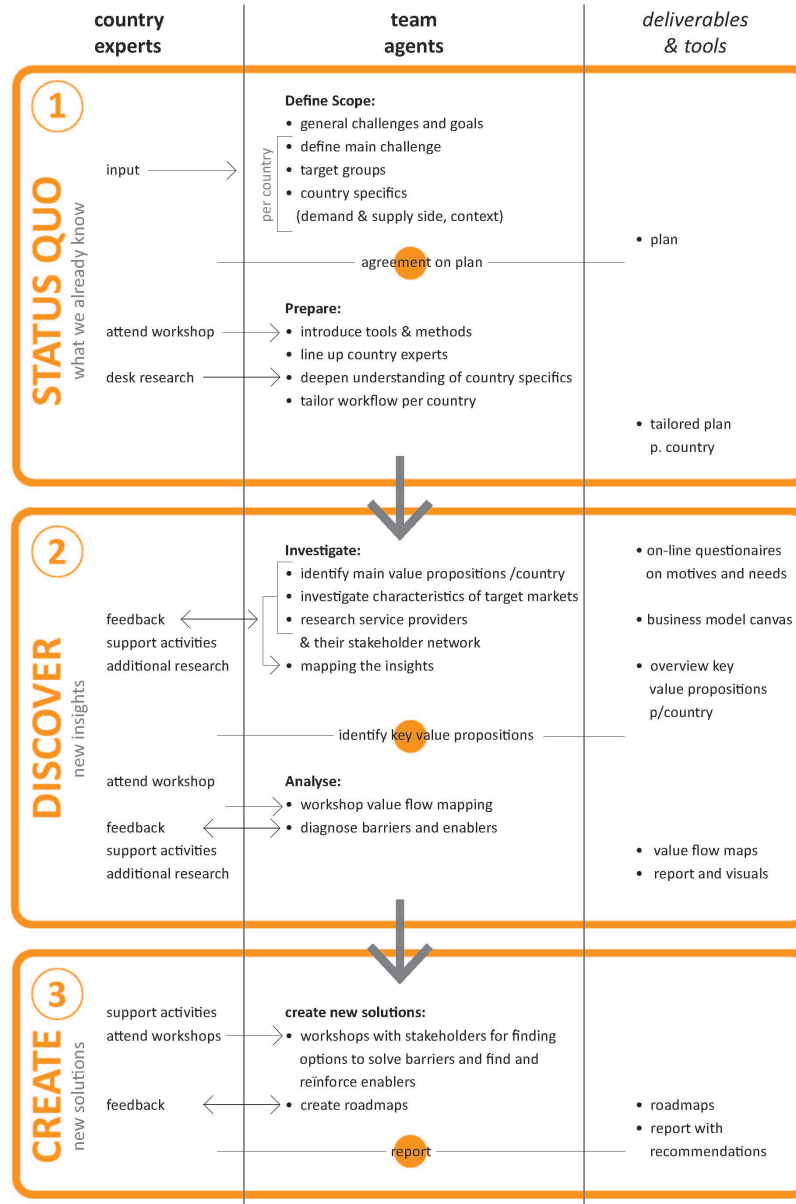 country
experts
team
agents
deliverables
& tools
1
STATUS QUO
what we already know
Define Scope:
• general challenges and goals
• define main challenge
input
• target groups
per country
• country specifics
(demand & supply side, context)
• plan
agreement on plan
Prepare:
attend workshop
• introduce tools & methods
• line up country experts
desk research
• deepen understanding of country specifics
• tailor workflow per country
• tailored plan
p. country
2
DISCOVER
new insights
Investigate:
• identify main value propositions /country
• investigate characteristics of target markets
feedback
• research service providers
support activities
& their stakeholder network
additional research
• mapping the insights
• on-line questionaires
on motives and needs
• business model canvas
• overview key
value propositions
p/country
identify key value propositions
attend workshop
Analyse:
• workshop value flow mapping
feedback
• diagnose barriers and enablers
support activities
additional research
• value flow maps
• report and visuals
3
CREATE
new solutions
support activities
create new solutions:
attend workshops
• workshops with stakeholders for finding
options to solve barriers and find and
reïnforce enablers
feedback
• create roadmaps
• roadmaps
• report with
recommendations
report